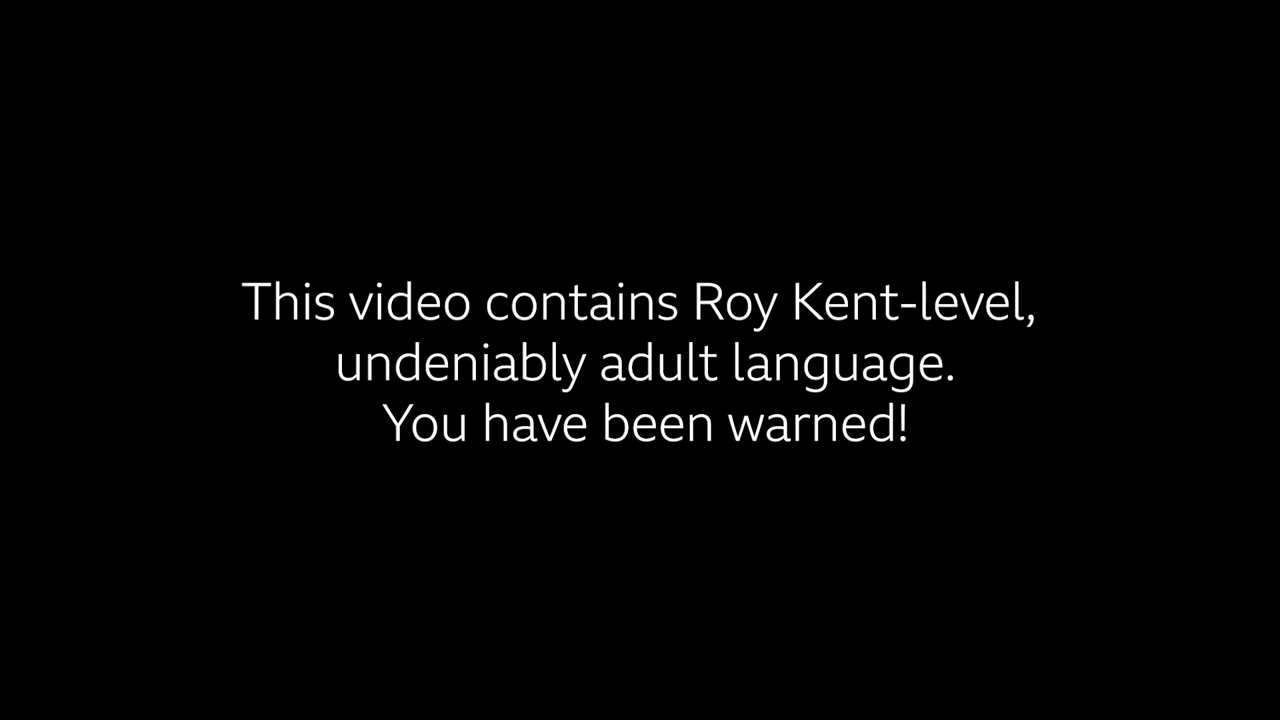 This video contains Roy Kent-level,
undeniably adult language.
You have been warned!